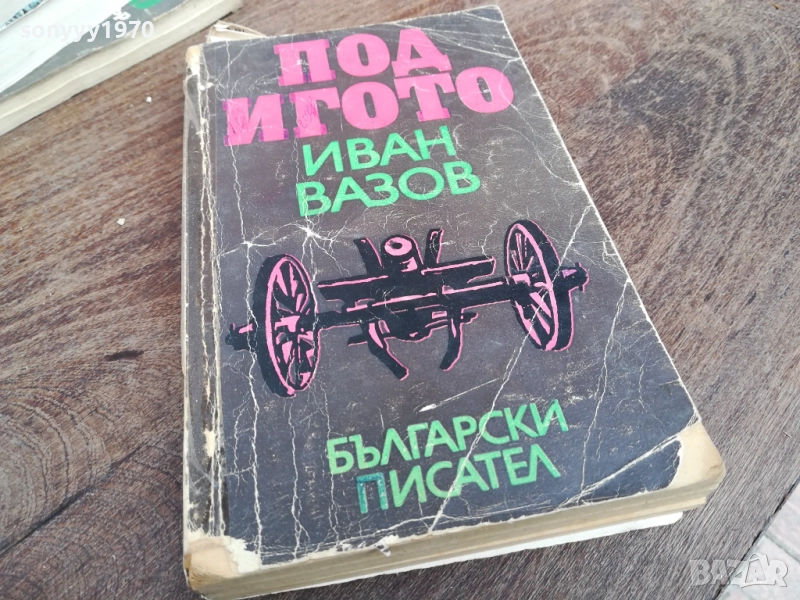 sonyyy1970
ПОД
ИГОТО
ИВАН
ВАЗОВ
БЪЛГАРСКИ
ПИСАТЕЛ
BAZAR